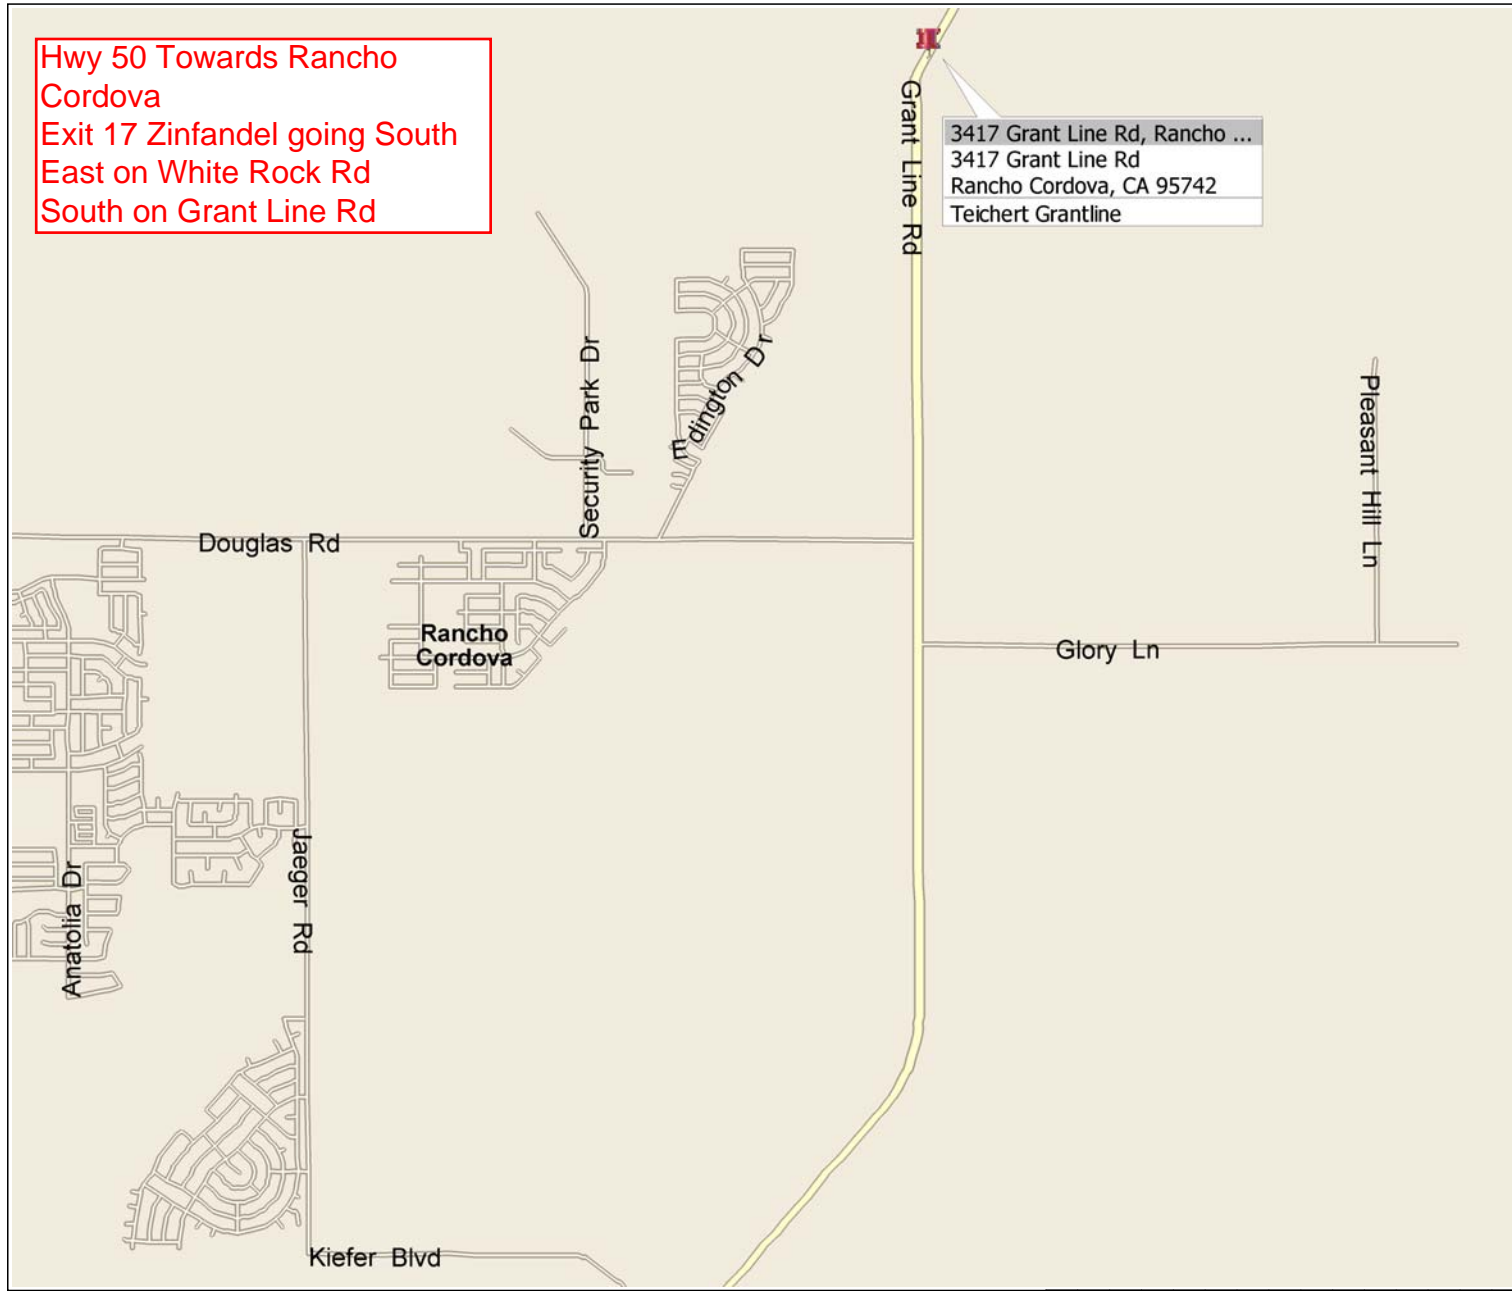 Hwy 50 Towards Rancho
Cordova
Exit 17 Zinfandel going South
East on White Rock Rd
South on Grant Line Rd
Grant Line Rd
3417 Grant Line Rd, Rancho ...
3417 Grant Line Rd
Rancho Cordova, CA 95742
Teichert Grantline
Security Park Dr
Edington Dr
Pleasant Hill Ln
Douglas Rd
Rancho
Cordova
Glory Ln
Jaeger Rd
Anatolia Dr
Kiefer Blvd